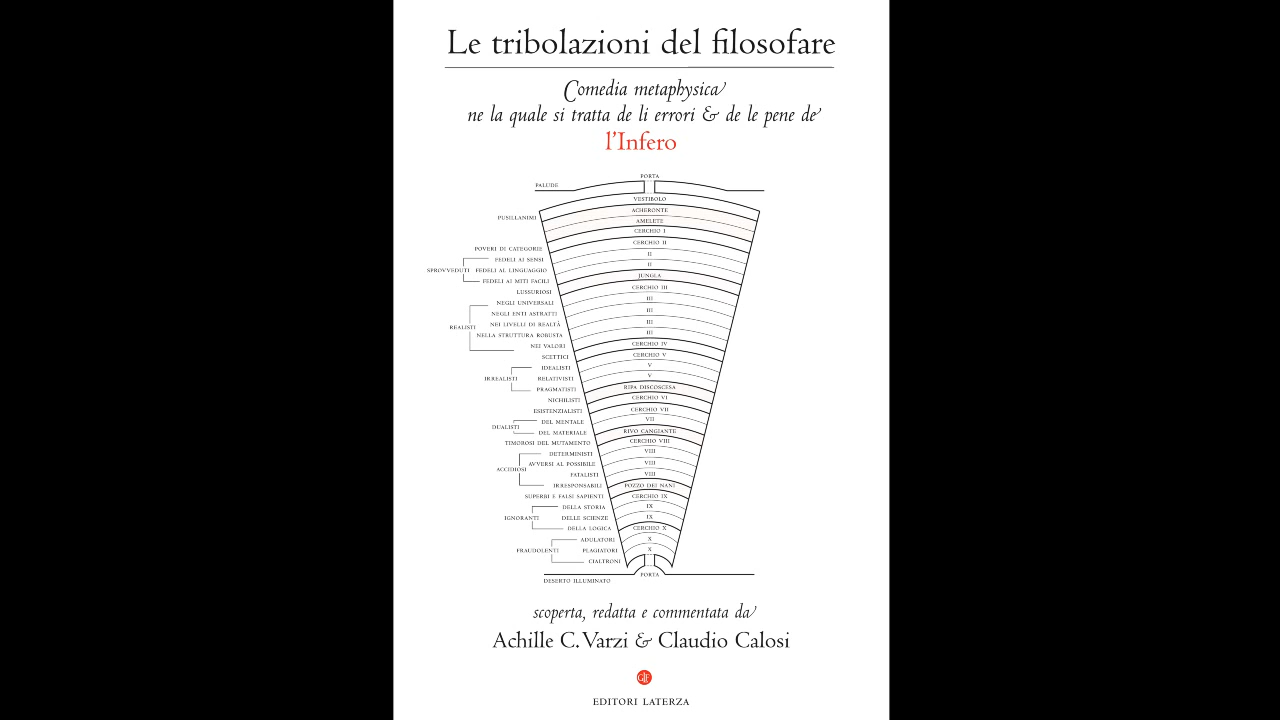 Le tribolazioni del filosofare
Comedia metaphysica
ne la quale si tratta de li errori & de le pene de
l'Infero
PORTA
PALUDE
VESTIBOLO
ACHERONTE
PUSILLANIMI
AMELETE
CERCHIO I
CERCHIO II
POVERI DI CATEGORIE
II
FEDELI AI SENSI
II
SPROVVEDUTI FEDELI AL LINGUAGGIO
JUNGLA
FEDELI AI MITI FACILI
CERCHIO III
LUSSURIOSI
III
NEGLI UNIVERSALI
III
NEGLI ENTI ASTRATTI
III
NEI LIVELLI DI REALTÀ
REALISTI
III
NELLA STRUTTURA ROBUSTA
CERCHIO IV
NEI VALORI
CERCHIO V
SCETTICI
V
IDEALISTI
V
IRREALISTI RELATIVISTI
RIPA DISCOSCESA
PRAGMATISTI
CERCHIO VI
NICHILISTI
CERCHIO VII
ESISTENZIALISTI
VII
DEL MENTALE
DUALISTI
RIVO CANGIANTE
DEL MATERIALE
CERCHIO VIII
TIMOROSI DEL MUTAMENTO
VIII
DETERMINISTI
VIII
AVVERSI AL POSSIBILE
ACCIDIOSI
VIII
FATALISTI
POZZO DEI NANI
IRRESPONSABILI
CERCHIO IX
SUPERBI E FALSI SAPIENTI
IX
DELLA STORIA
IX
IGNORANTI DELLE SCIENZE
CERCHIO X
DELLA LOGICA
X
ADULATORI
X
FRAUDOLENTI PLAGIATORI
CIALTRONI
PORTA
DESERTO ILLUMINATO
scoperta, redatta e commentata da
Achille C. Varzi & Claudio Calosi
GLF
EDITORI LATERZA